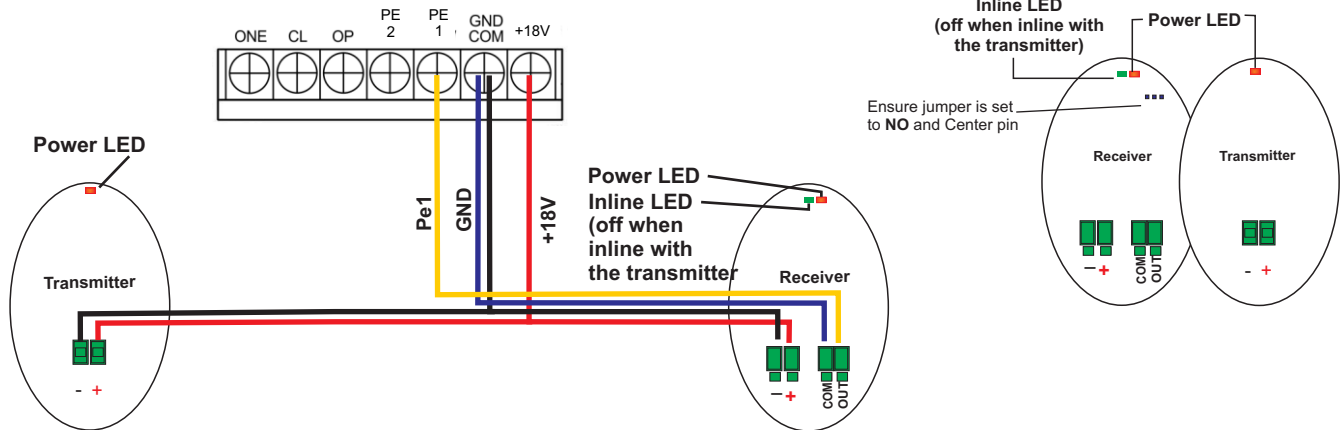 ONE CL OP PE 2 PE 1 GND COM +18V
Power LED
Transmitter
- +
Pe1
GND
+18V
Power LED
Inline LED
(off when
inline with
the transmitter
Receiver
- +
COM
OUT
Inline LED
(off when inline with
the transmitter)
Power LED
Ensure jumper is set
to NO and Center pin
Receiver
Transmitter
- +
COM
OUT
- +